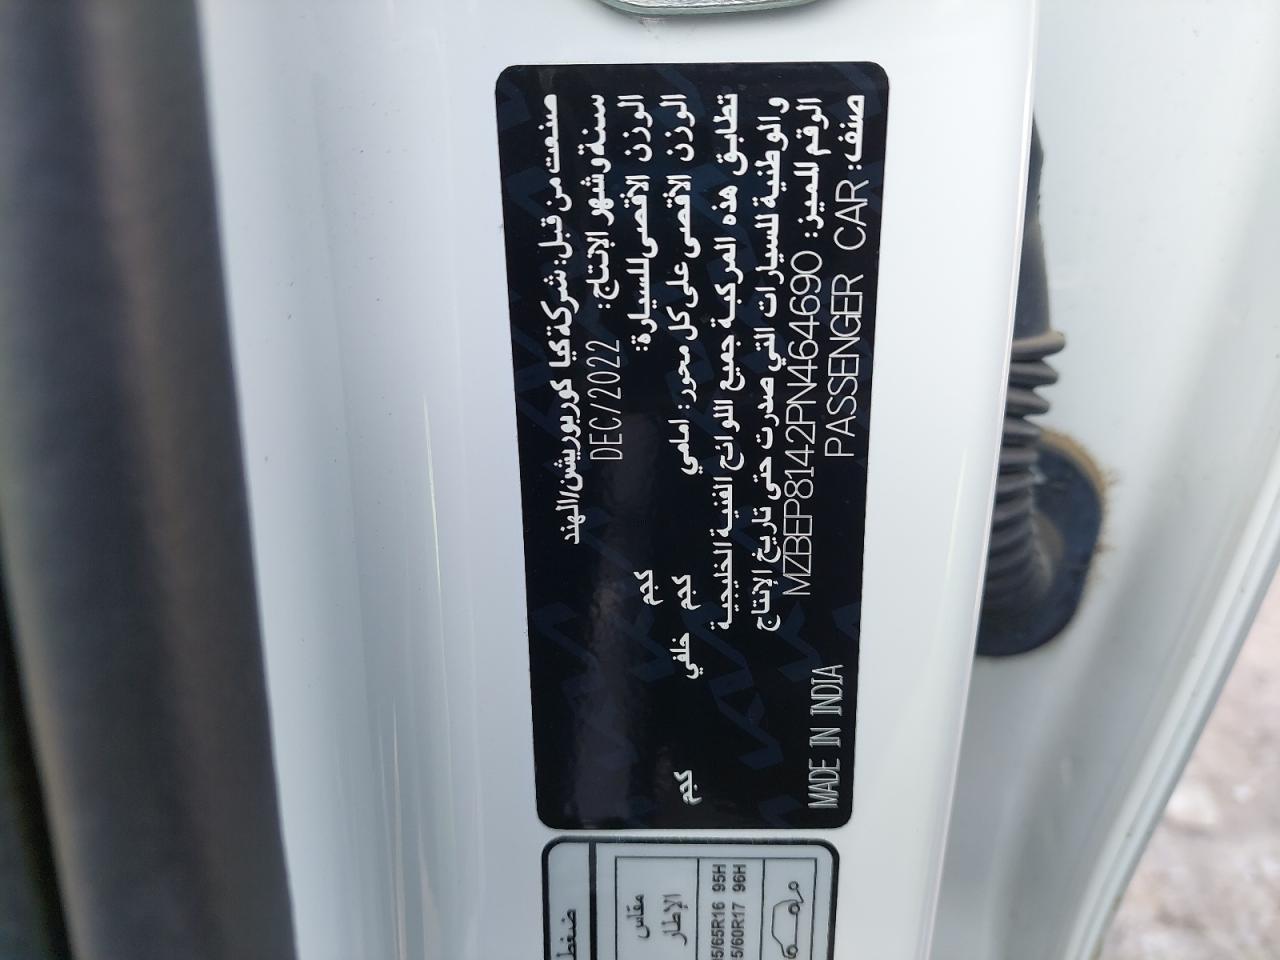 صنعت من قبل: شركة كيا كوربوريشن/الهند
سنة وشهر الإنتاج: DEC/2022
الوزن الأقصى للسيارة: كجم
الوزن الأقصى على كل محور: امامي كجم خلفي كجم
تطابق هذه المركبة جميع اللوائح الفنية الخليجية
والوطنية للسيارات التي صدرت حتى تاريخ الإنتاج
الرقم المميز: MZBEP8142PN464690
صنف: PASSENGER CAR
MADE IN INDIA
ضغط
مقاس
الإطار
5/65R16 95H
5/60R17 96H